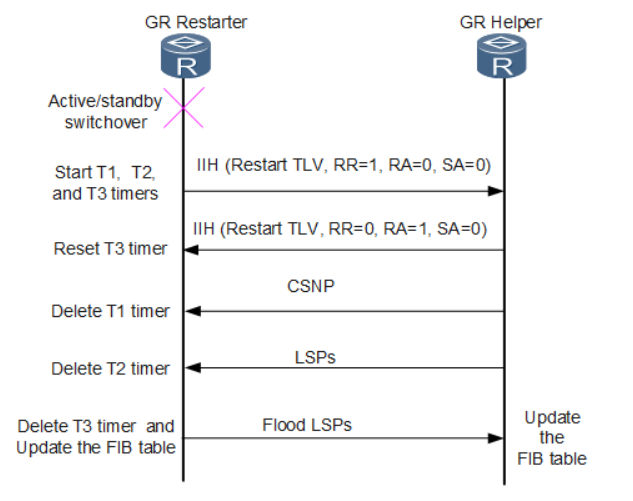 GR Restarter
GR Helper
R
R
Active/standby
switchover
Start T1, T2,
and T3 timers
IIH (Restart TLV, RR=1, RA=0, SA=0)
IIH (Restart TLV, RR=0, RA=1, SA=0)
Reset T3 timer
CSNP
Delete T1 timer
LSPs
Delete T2 timer
Delete T3 timer and
Update the FIB table
Flood LSPs
Update
the
FIB table